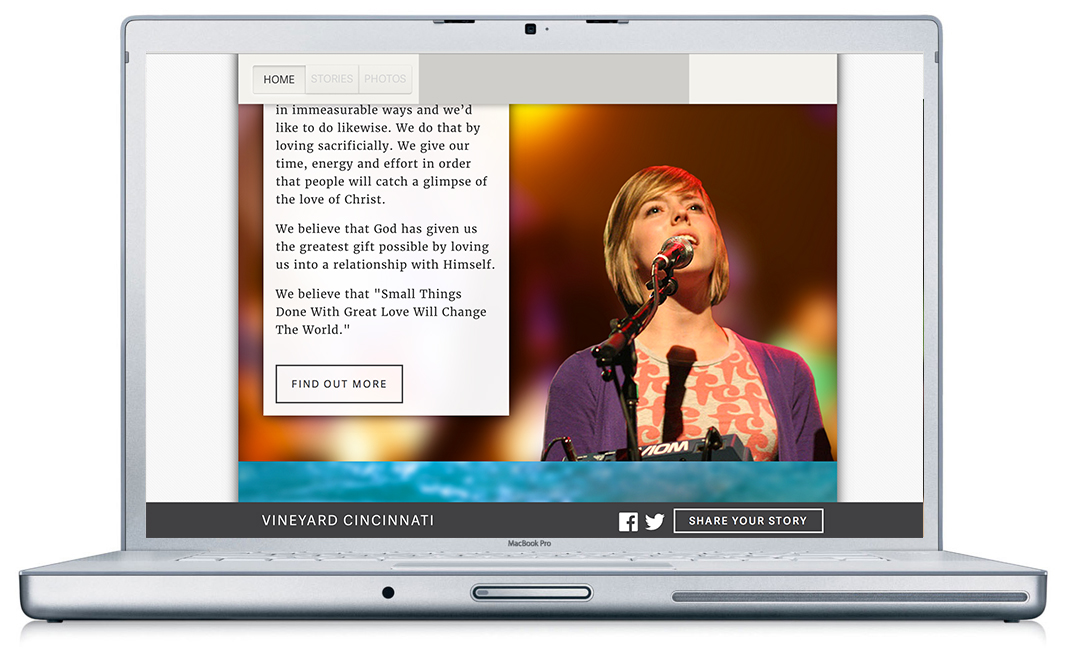 HOME STORIES PHOTOS
in immeasurable ways and we'd
like to do likewise. We do that by
loving sacrificially. We give our
time, energy and effort in order
that people will catch a glimpse of
the love of Christ.
We believe that God has given us
the greatest gift possible by loving
us into a relationship with Himself.
We believe that "Small Things
Done With Great Love Will Change
The World."
FIND OUT MORE
VINEYARD CINCINNATI
SHARE YOUR STORY
MacBook Pro